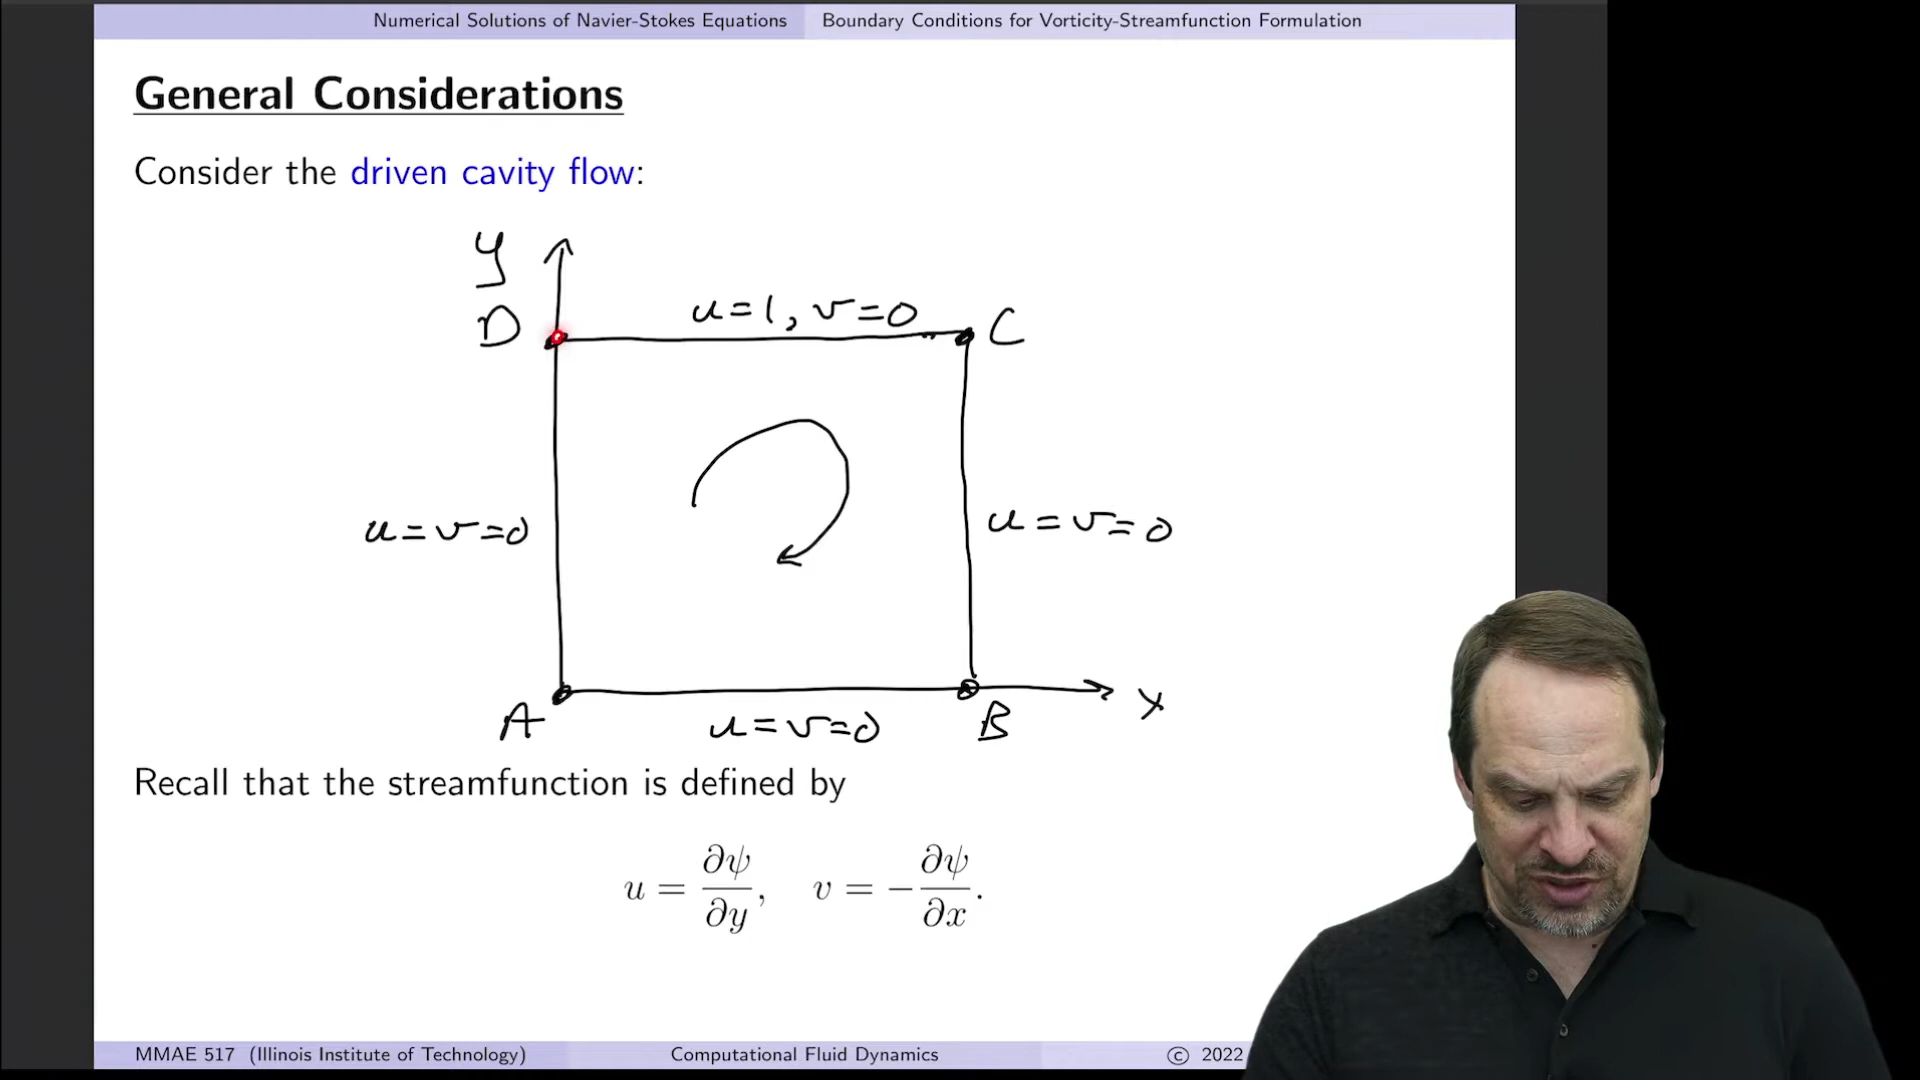 Numerical Solutions of Navier-Stokes Equations Boundary Conditions for Vorticity-Streamfunction Formulation
General Considerations
Consider the driven cavity flow:
y
D u=1, v=0 C
u=v=0 u=v=0
A u=v=0 B x
Recall that the streamfunction is defined by
u = ∂ψ/∂y, v = −∂ψ/∂x.
MMAE 517 (Illinois Institute of Technology) Computational Fluid Dynamics © 2022